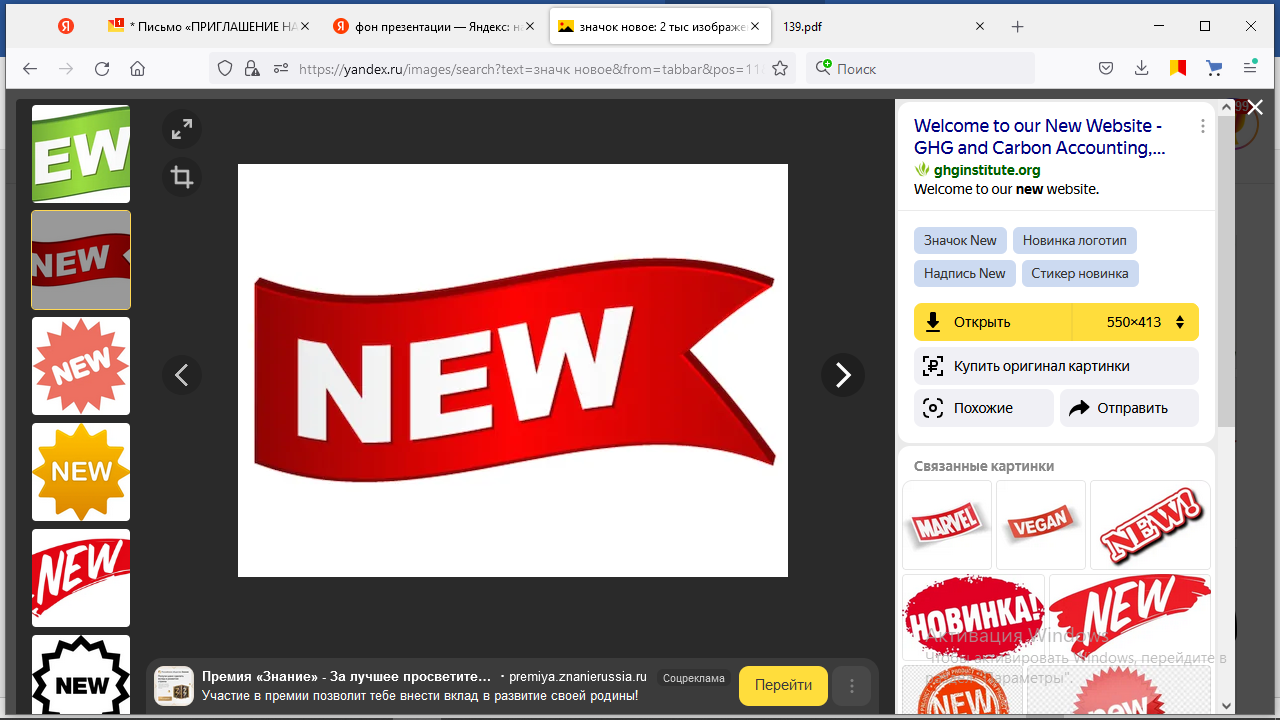 * Письмо «ПРИГЛАШЕНИЕ НА
фон презентации — Яндекс: н
значок новое: 2 тыс изображе
139.pdf
https://yandex.ru/images/search?text=значок новое&from=tabbar&pos=11
Поиск
EW
NEW
NEW
NEW
NEW
NEW
NEW
Welcome to our New Website -
GHG and Carbon Accounting,...
ghginstitute.org
Welcome to our new website.
Значок New
Новинка логотип
Надпись New
Стикер новинка
Открыть
550×413
Купить оригинал картинки
Похожие
Отправить
Связанные картинки
MARVEL
VEGAN
NEW!
НОВИНКА!
NEW
Активация Windows
Чтобы активировать Windows, перейдите в
параметры".
NEW
new
Премия «Знание» - За лучшее просвет
premiya.znanierussia.ru
Соцреклама
Участие в премии позволит тебе внести вклад в развитие своей родины!
Перейти